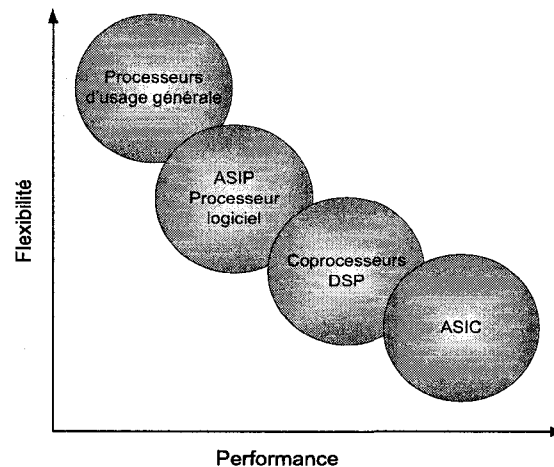 Processeurs
d'usage générale
ASIP
Processeur
logiciel
Coprocesseurs
DSP
ASIC
Flexibilité
Performance